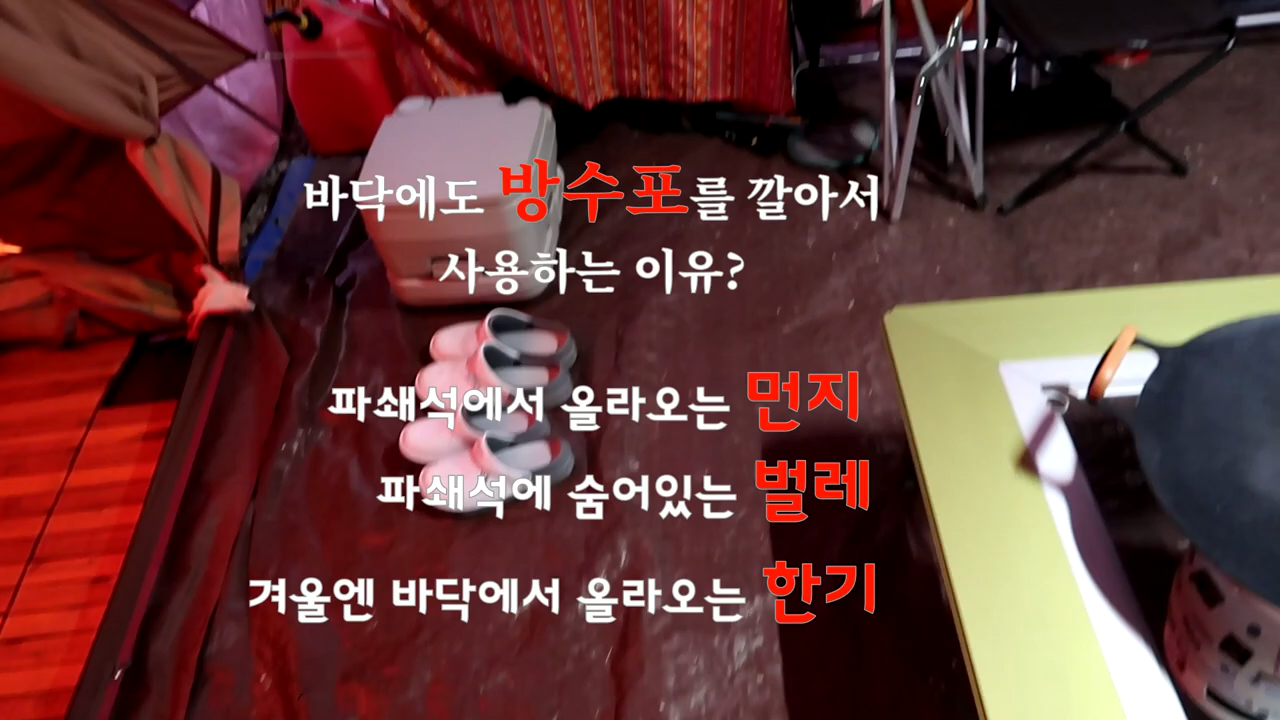 바닥에도 방수포를 깔아서
사용하는 이유?
파쇄석에서 올라오는 먼지
파쇄석에 숨어있는 벌레
겨울엔 바닥에서 올라오는 한기